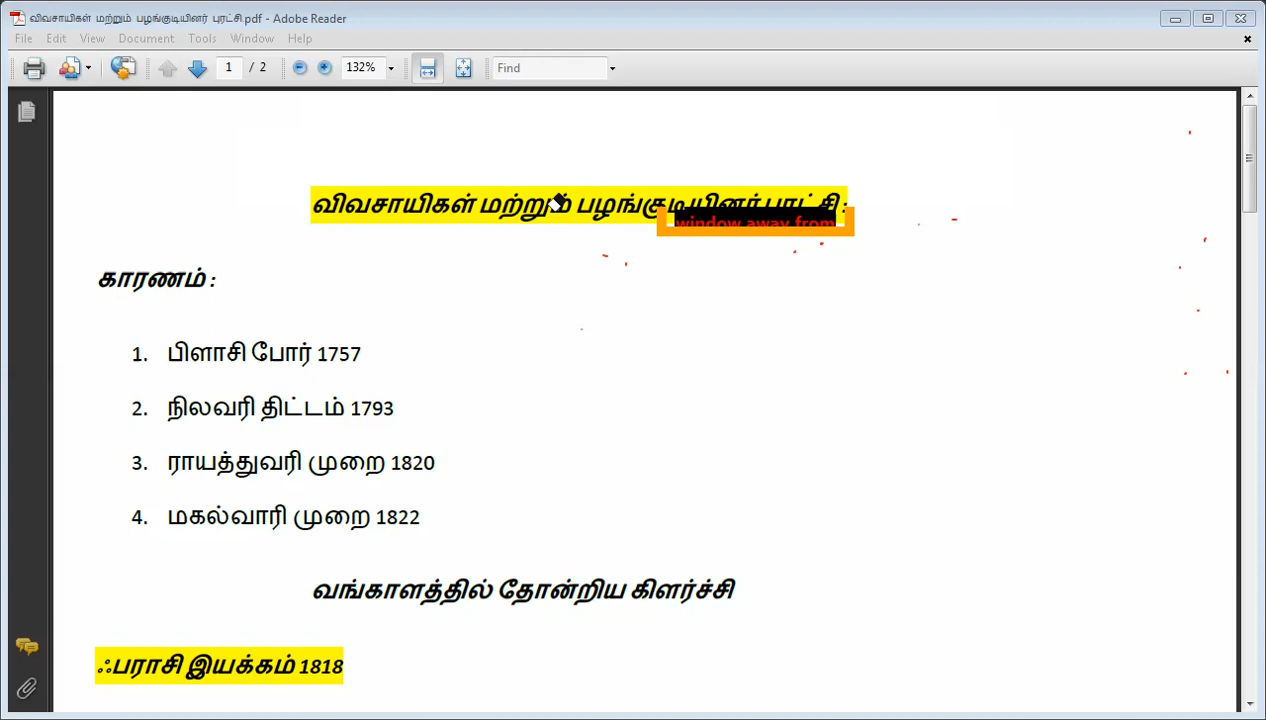 விவசாயிகள் மற்றும் பழங்குடியினர் புரட்சி.pdf - Adobe Reader
File Edit View Document Tools Window Help
1 / 2 132% Find
விவசாயிகள் மற்றும் பழங்குடியினர் புரட்சி :
window away from
காரணம் :
1. பிளாசி போர் 1757
2. நிலவரி திட்டம் 1793
3. ராயத்துவரி முறை 1820
4. மகல்வாரி முறை 1822
வங்காளத்தில் தோன்றிய கிளர்ச்சி
ஃபராசி இயக்கம் 1818